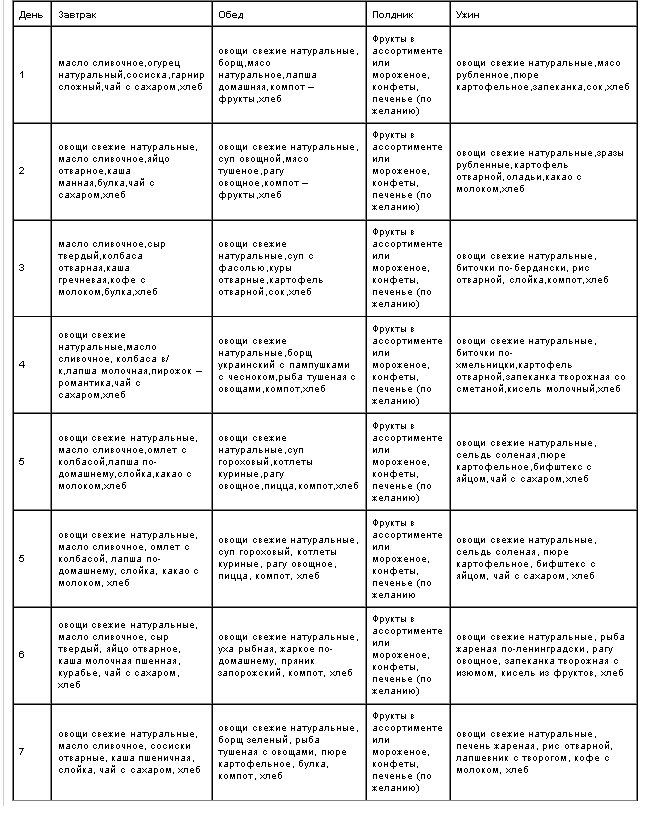 День
Завтрак
Обед
Полдник
Ужин
1
масло сливочное,огурец
натуральный,сосиска,гарнир
сложный,чай с сахаром,хлеб
овощи свежие натуральные,
борщ,мясо
натуральное,лапша
домашняя,компот –
фрукты,хлеб
Фрукты в
ассортименте
или
мороженое,
конфеты,
печенье (по
желанию)
овощи свежие натуральные,мясо
рубленное,пюре
картофельное,запеканка,сок,хлеб
2
овощи свежие натуральные,
масло сливочное,яйцо
отварное,каша
манная,булка,чай с
сахаром,хлеб
овощи свежие натуральные,
суп овощной,мясо
тушеное,рагу
овощное,компот –
фрукты,хлеб
Фрукты в
ассортименте
или
мороженое,
конфеты,
печенье (по
желанию)
овощи свежие натуральные,зразы
рубленные,картофель
отварной,оладьи,какао с
молоком,хлеб
3
масло сливочное,сыр
твердый,колбаса
отварная,каша
гречневая,кофе с
молоком,булка,хлеб
овощи свежие
натуральные,суп с
фасолью,куры
отварные,картофель
отварной,сок,хлеб
Фрукты в
ассортименте
или
мороженое,
конфеты,
печенье (по
желанию)
овощи свежие натуральные,
биточки по-бердянски, рис
отварной, слойка,компот,хлеб
4
овощи свежие
натуральные,масло
сливочное, колбаса в/
к,лапша молочная,пирожок –
романтика,чай с
сахаром,хлеб
овощи свежие
натуральные,борщ
украинский с пампушками
с чесноком,рыба тушеная с
овощами,компот,хлеб
Фрукты в
ассортименте
или
мороженое,
конфеты,
печенье (по
желанию)
овощи свежие натуральные,
биточки по-
хмельницки,картофель
отварной,запеканка творожная со
сметаной,кисель молочный,хлеб
5
овощи свежие натуральные,
масло сливочное,омлет с
колбасой,лапша по-
домашнему,слойка,какао с
молоком,хлеб
овощи свежие
натуральные,суп
гороховый,котлеты
куриные,рагу
овощное,пицца,компот,хлеб
Фрукты в
ассортименте
или
мороженое,
конфеты,
печенье (по
желанию)
овощи свежие натуральные,
сельдь соленая,пюре
картофельное,бифштекс с
яйцом,чай с сахаром,хлеб
5
овощи свежие натуральные,
масло сливочное, омлет с
колбасой, лапша по-
домашнему, слойка, какао с
молоком, хлеб
овощи свежие натуральные,
суп гороховый, котлеты
куриные, рагу овощное,
пицца, компот, хлеб
Фрукты в
ассортименте
или
мороженое,
конфеты,
печенье (по
желанию
овощи свежие натуральные,
сельдь соленая, пюре
картофельное, бифштекс с
яйцом, чай с сахаром, хлеб
6
овощи свежие натуральные,
масло сливочное, сыр
твердый, яйцо отварное,
каша молочная пшенная,
курабье, чай с сахаром,
хлеб
овощи свежие натуральные,
уха рыбная, жаркое по-
домашнему, пряник
запорожский, компот, хлеб
Фрукты в
ассортименте
или
мороженое,
конфеты,
печенье (по
желанию)
овощи свежие натуральные, рыба
жареная по-ленинградски, рагу
овощное, запеканка творожная с
изюмом, кисель из фруктов, хлеб
7
овощи свежие натуральные,
масло сливочное, сосиски
отварные, каша пшеничная,
слойка, чай с сахаром, хлеб
овощи свежие натуральные,
борщ зеленый, рыба
тушеная с овощами, пюре
картофельное, булка,
компот, хлеб
Фрукты в
ассортименте
или
мороженое,
конфеты,
печенье (по
желанию)
овощи свежие натуральные,
печень жареная, рис отварной,
лапшевник с творогом, кофе с
молоком, хлеб